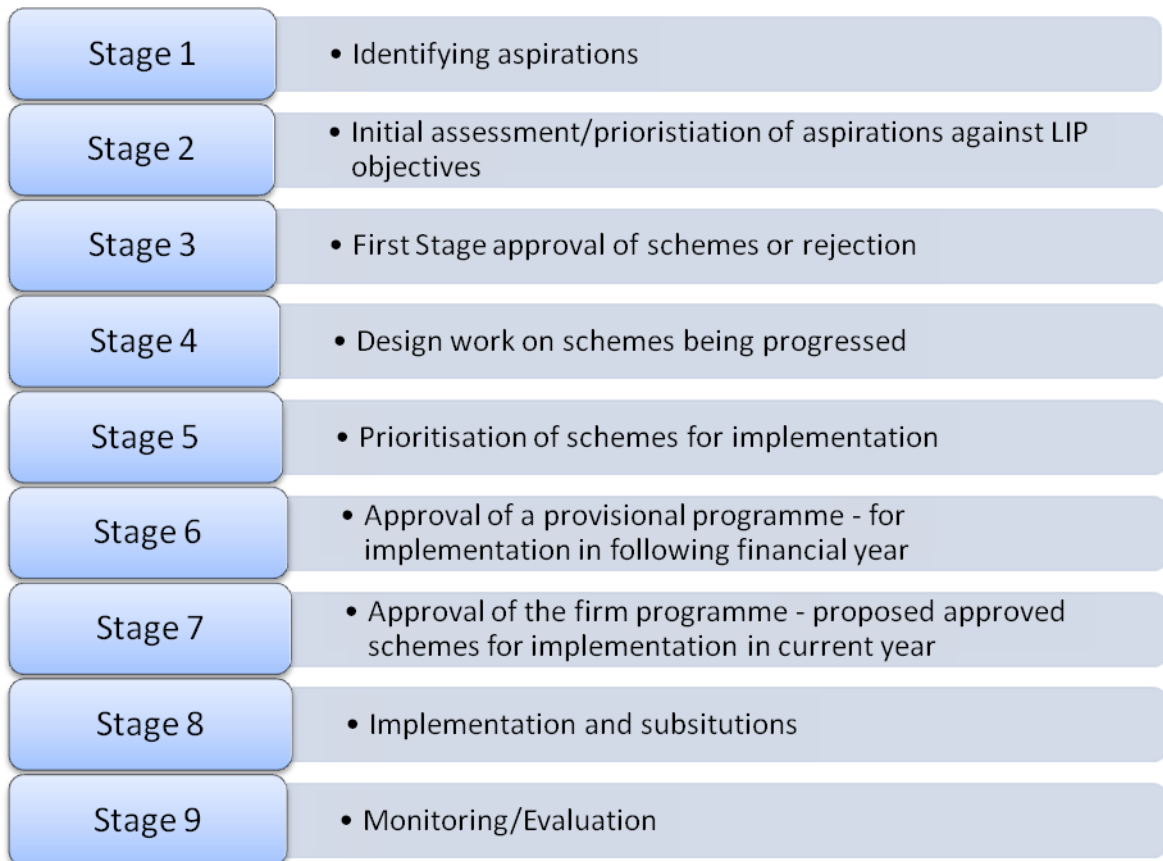 Stage 1
• Identifying aspirations
Stage 2
• Initial assessment/prioristiation of aspirations against LIP
objectives
Stage 3
• First Stage approval of schemes or rejection
Stage 4
• Design work on schemes being progressed
Stage 5
• Prioritisation of schemes for implementation
Stage 6
• Approval of a provisional programme - for
implementation in following financial year
Stage 7
• Approval of the firm programme - proposed approved
schemes for implementation in current year
Stage 8
• Implementation and subsitutions
Stage 9
• Monitoring/Evaluation